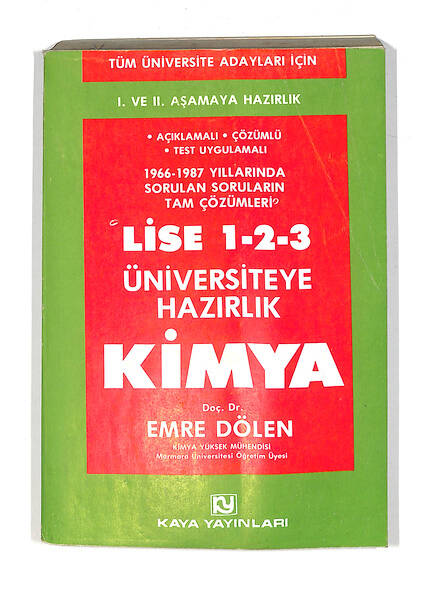 TÜM ÜNİVERSİTE ADAYLARI İÇİN
I. VE II. AŞAMAYA HAZIRLIK
• AÇIKLAMALI • ÇÖZÜMLÜ
• TEST UYGULAMALI
1966-1987 YILLARINDA
SORULAN SORULARIN
TAM ÇÖZÜMLERİ
LİSE 1-2-3
ÜNİVERSİTEYE
HAZIRLIK
KİMYA
Doç. Dr.
EMRE DÖLEN
KİMYA YÜKSEK MÜHENDİSİ
Marmara Üniversitesi Öğretim Üyesi
KY
KAYA YAYINLARI